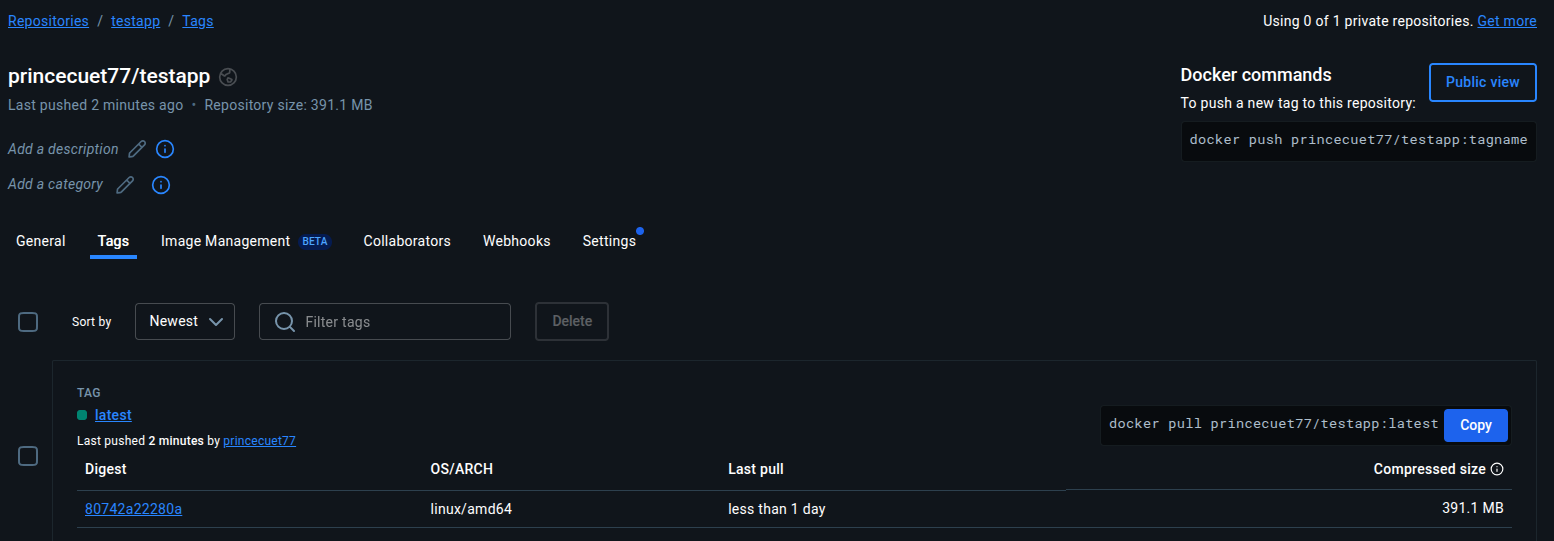 Repositories / testapp / Tags
Using 0 of 1 private repositories. Get more
princecuet77/testapp
Last pushed 2 minutes ago • Repository size: 391.1 MB
Add a description
Add a category
Docker commands
Public view
To push a new tag to this repository:
docker push princecuet77/testapp:tagname
General Tags Image Management BETA Collaborators Webhooks Settings
Sort by Newest Filter tags Delete
TAG
latest
Last pushed 2 minutes by princecuet77
docker pull princecuet77/testapp:latest Copy
Digest OS/ARCH Last pull Compressed size
80742a22280a linux/amd64 less than 1 day 391.1 MB